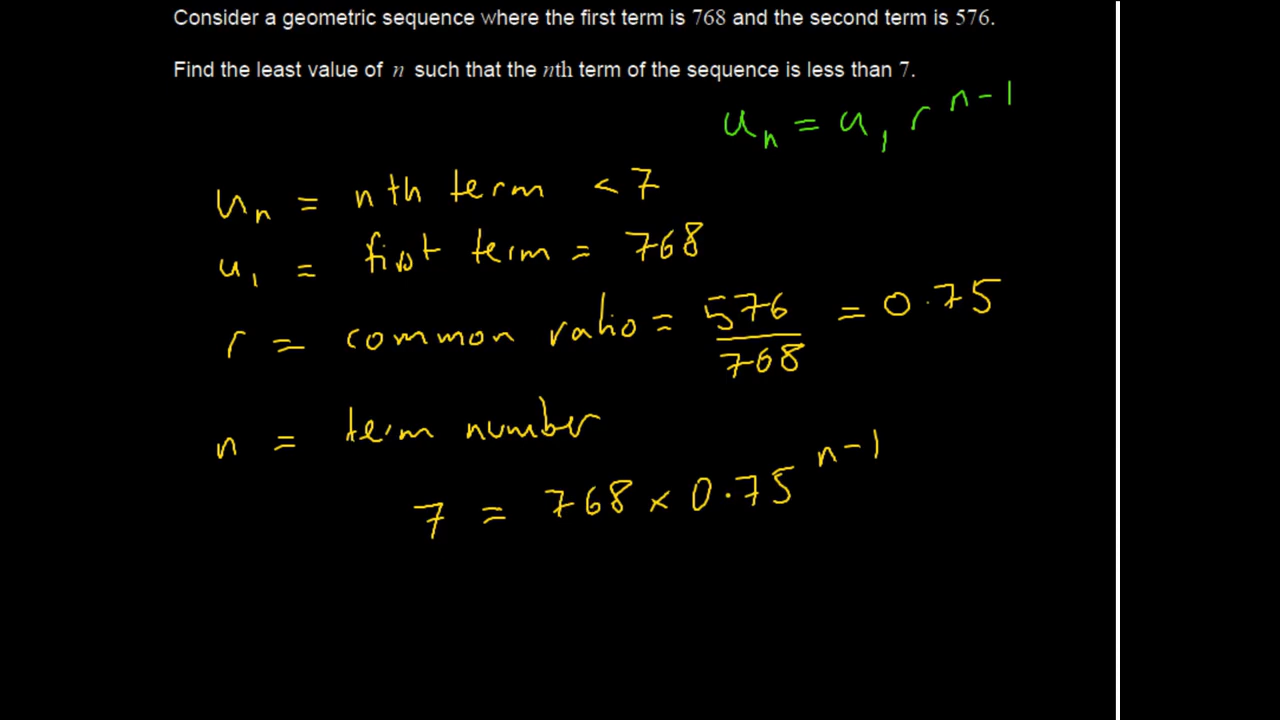 Consider a geometric sequence where the first term is 768 and the second term is 576.
Find the least value of n such that the nth term of the sequence is less than 7.
uₙ = u₁ rⁿ⁻¹
uₙ = nth term < 7
u₁ = first term = 768
r = common ratio = 576/768 = 0.75
n = term number
7 = 768 × 0.75ⁿ⁻¹